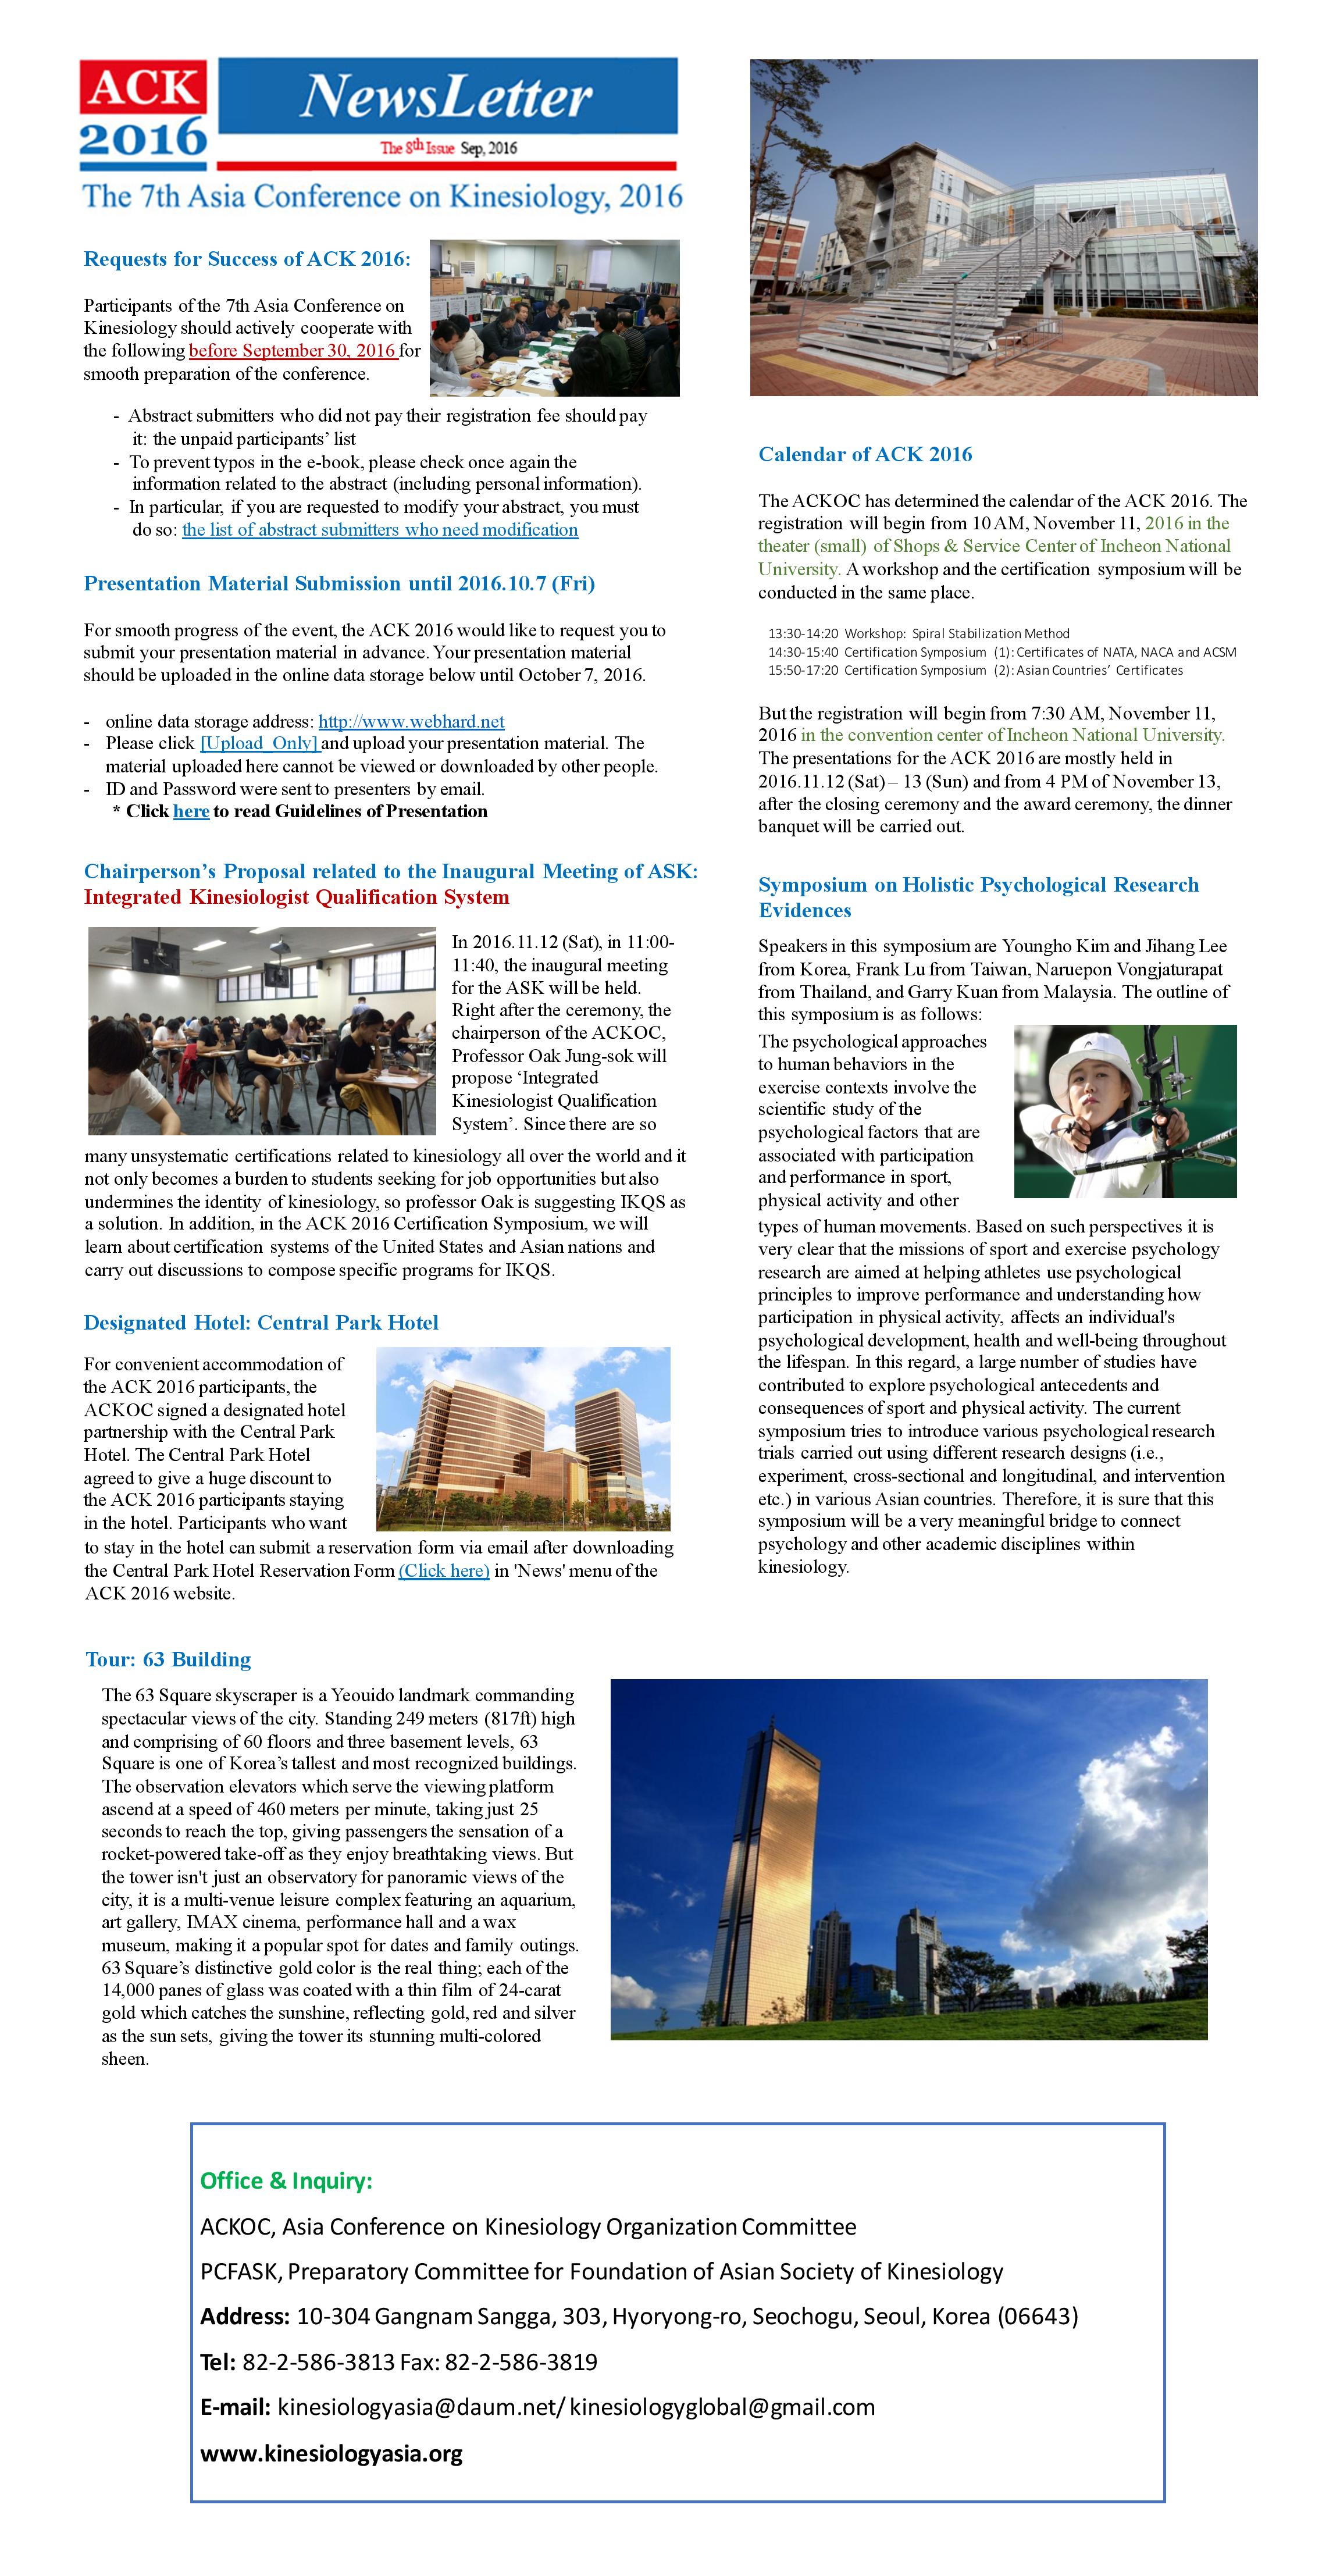 ACK
2016
NewsLetter
The 8th Issue Sep, 2016
The 7th Asia Conference on Kinesiology, 2016
Requests for Success of ACK 2016:
Participants of the 7th Asia Conference on
Kinesiology should actively cooperate with
the following before September 30, 2016 for
smooth preparation of the conference.
- Abstract submitters who did not pay their registration fee should pay
it: the unpaid participants’ list
- To prevent typos in the e-book, please check once again the
information related to the abstract (including personal information).
- In particular, if you are requested to modify your abstract, you must
do so: the list of abstract submitters who need modification
Presentation Material Submission until 2016.10.7 (Fri)
For smooth progress of the event, the ACK 2016 would like to request you to
submit your presentation material in advance. Your presentation material
should be uploaded in the online data storage below until October 7, 2016.
- online data storage address: http://www.webhard.net
- Please click [Upload_Only] and upload your presentation material. The
material uploaded here cannot be viewed or downloaded by other people.
- ID and Password were sent to presenters by email.
* Click here to read Guidelines of Presentation
Chairperson’s Proposal related to the Inaugural Meeting of ASK:
Integrated Kinesiologist Qualification System
In 2016.11.12 (Sat), in 11:00-
11:40, the inaugural meeting
for the ASK will be held.
Right after the ceremony, the
chairperson of the ACKOC,
Professor Oak Jung-sok will
propose ‘Integrated
Kinesiologist Qualification
System’. Since there are so
many unsystematic certifications related to kinesiology all over the world and it
not only becomes a burden to students seeking for job opportunities but also
undermines the identity of kinesiology, so professor Oak is suggesting IKQS as
a solution. In addition, in the ACK 2016 Certification Symposium, we will
learn about certification systems of the United States and Asian nations and
carry out discussions to compose specific programs for IKQS.
Designated Hotel: Central Park Hotel
For convenient accommodation of
the ACK 2016 participants, the
ACKOC signed a designated hotel
partnership with the Central Park
Hotel. The Central Park Hotel
agreed to give a huge discount to
the ACK 2016 participants staying
in the hotel. Participants who want
to stay in the hotel can submit a reservation form via email after downloading
the Central Park Hotel Reservation Form (Click here) in 'News' menu of the
ACK 2016 website.
Calendar of ACK 2016
The ACKOC has determined the calendar of the ACK 2016. The
registration will begin from 10 AM, November 11, 2016 in the
theater (small) of Shops & Service Center of Incheon National
University. A workshop and the certification symposium will be
conducted in the same place.
13:30-14:20 Workshop: Spiral Stabilization Method
14:30-15:40 Certification Symposium (1): Certificates of NATA, NACA and ACSM
15:50-17:20 Certification Symposium (2): Asian Countries’ Certificates
But the registration will begin from 7:30 AM, November 11,
2016 in the convention center of Incheon National University.
The presentations for the ACK 2016 are mostly held in
2016.11.12 (Sat) – 13 (Sun) and from 4 PM of November 13,
after the closing ceremony and the award ceremony, the dinner
banquet will be carried out.
Symposium on Holistic Psychological Research
Evidences
Speakers in this symposium are Youngho Kim and Jihang Lee
from Korea, Frank Lu from Taiwan, Naruepon Vongjaturapat
from Thailand, and Garry Kuan from Malaysia. The outline of
this symposium is as follows:
The psychological approaches
to human behaviors in the
exercise contexts involve the
scientific study of the
psychological factors that are
associated with participation
and performance in sport,
physical activity and other
types of human movements. Based on such perspectives it is
very clear that the missions of sport and exercise psychology
research are aimed at helping athletes use psychological
principles to improve performance and understanding how
participation in physical activity, affects an individual's
psychological development, health and well-being throughout
the lifespan. In this regard, a large number of studies have
contributed to explore psychological antecedents and
consequences of sport and physical activity. The current
symposium tries to introduce various psychological research
trials carried out using different research designs (i.e.,
experiment, cross-sectional and longitudinal, and intervention
etc.) in various Asian countries. Therefore, it is sure that this
symposium will be a very meaningful bridge to connect
psychology and other academic disciplines within
kinesiology.
Tour: 63 Building
The 63 Square skyscraper is a Yeouido landmark commanding
spectacular views of the city. Standing 249 meters (817ft) high
and comprising of 60 floors and three basement levels, 63
Square is one of Korea’s tallest and most recognized buildings.
The observation elevators which serve the viewing platform
ascend at a speed of 460 meters per minute, taking just 25
seconds to reach the top, giving passengers the sensation of a
rocket-powered take-off as they enjoy breathtaking views. But
the tower isn't just an observatory for panoramic views of the
city, it is a multi-venue leisure complex featuring an aquarium,
art gallery, IMAX cinema, performance hall and a wax
museum, making it a popular spot for dates and family outings.
63 Square’s distinctive gold color is the real thing; each of the
14,000 panes of glass was coated with a thin film of 24-carat
gold which catches the sunshine, reflecting gold, red and silver
as the sun sets, giving the tower its stunning multi-colored
sheen.
Office & Inquiry:
ACKOC, Asia Conference on Kinesiology Organization Committee
PCFASK, Preparatory Committee for Foundation of Asian Society of Kinesiology
Address: 10-304 Gangnam Sangga, 303, Hyoryong-ro, Seochogu, Seoul, Korea (06643)
Tel: 82-2-586-3813 Fax: 82-2-586-3819
E-mail: kinesiologyasia@daum.net/ kinesiologyglobal@gmail.com
www.kinesiologyasia.org